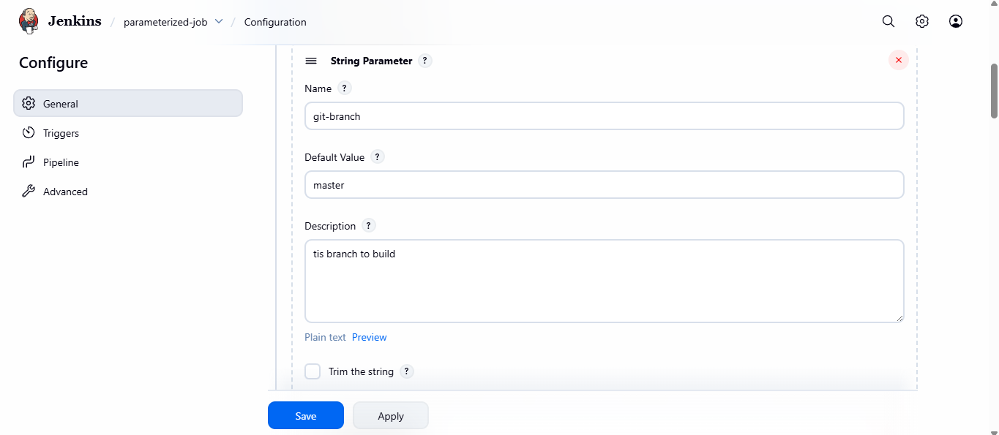 Jenkins / parameterized-job / Configuration
Configure
General
Triggers
Pipeline
Advanced
String Parameter ?
Name ?
git-branch
Default Value ?
master
Description ?
tis branch to build
Plain text Preview
Trim the string ?
Save Apply